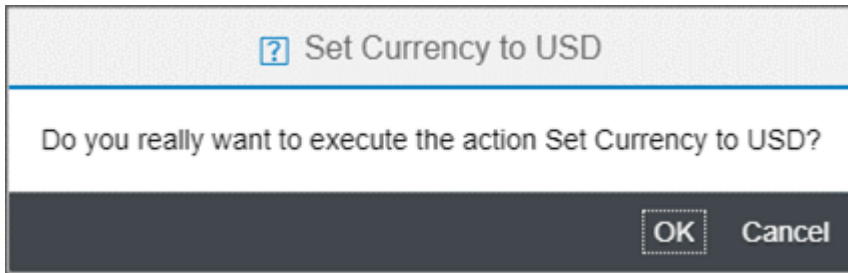 Set Currency to USD
Do you really want to execute the action Set Currency to USD?
OK Cancel